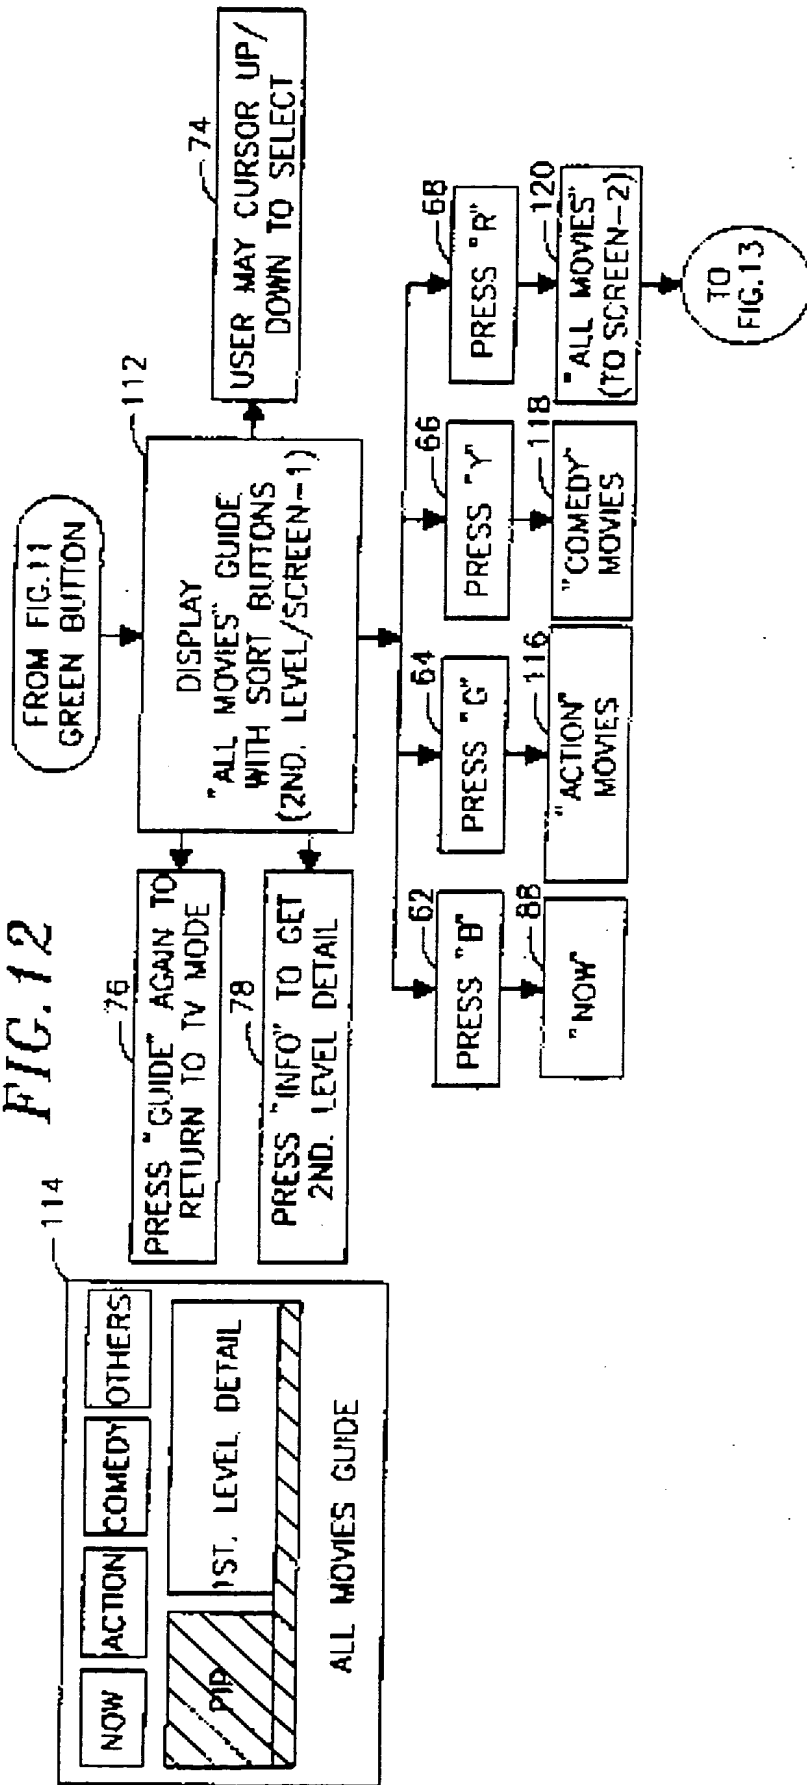 FIG.12
114
NOW
ACTION
COMEDY
OTHERS
PIP
1ST. LEVEL DETAIL
ALL MOVIES GUIDE
FROM FIG.11
GREEN BUTTON
76
PRESS "GUIDE" AGAIN TO
RETURN TO TV MODE
78
PRESS "INFO" TO GET
2ND. LEVEL DETAIL
112
DISPLAY
"ALL MOVIES" GUIDE
WITH SORT BUTTONS
(2ND. LEVEL/SCREEN-1)
74
USER MAY CURSOR UP/
DOWN TO SELECT
62
PRESS "B"
64
PRESS "G"
66
PRESS "Y"
68
PRESS "R"
88
"NOW"
116
"ACTION"
MOVIES
118
"COMEDY"
MOVIES
120
"ALL MOVIES"
(TO SCREEN-2)
TO
FIG.13